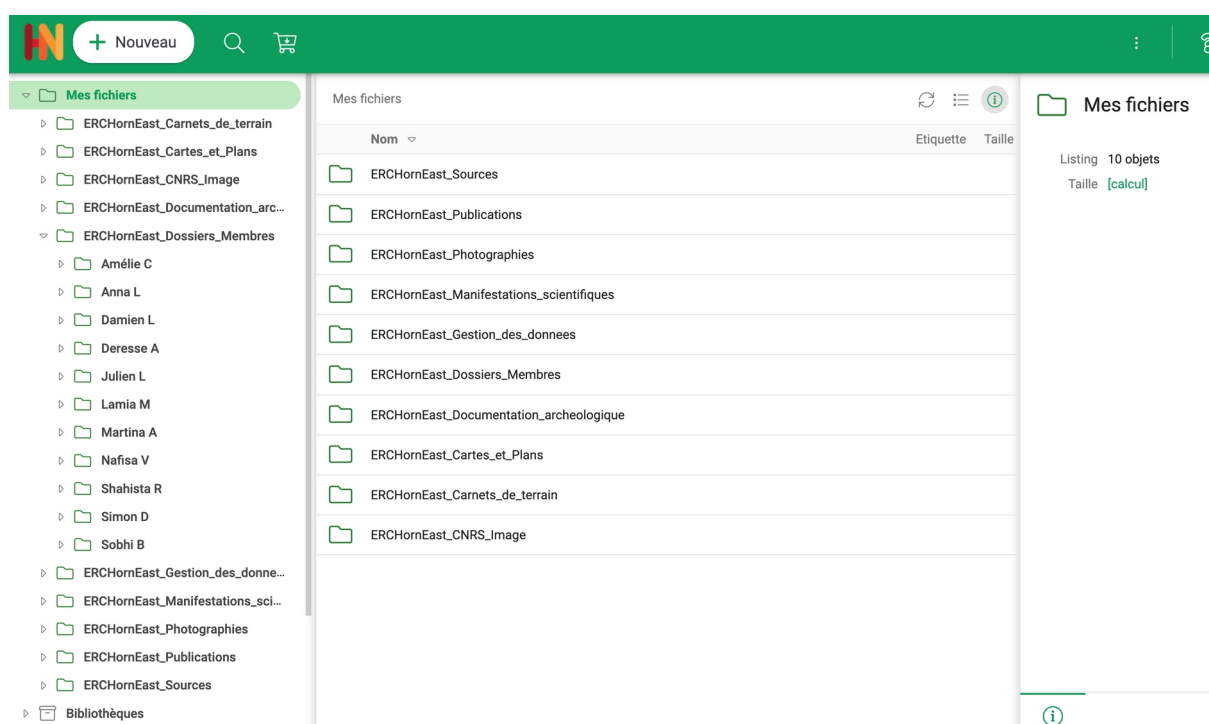 HN
Nouveau
Mes fichiers
ERCHornEast_Carnets_de_terrain
ERCHornEast_Cartes_et_Plans
ERCHornEast_CNRS_Image
ERCHornEast_Documentation_arc...
ERCHornEast_Dossiers_Membres
Amélie C
Anna L
Damien L
Deresse A
Julien L
Lamia M
Martina A
Nafisa V
Shahista R
Simon D
Sobhi B
ERCHornEast_Gestion_des_donne...
ERCHornEast_Manifestations_sci...
ERCHornEast_Photographies
ERCHornEast_Publications
ERCHornEast_Sources
Bibliothèques
Mes fichiers
Nom Etiquette Taille
ERCHornEast_Sources
ERCHornEast_Publications
ERCHornEast_Photographies
ERCHornEast_Manifestations_scientifiques
ERCHornEast_Gestion_des_donnees
ERCHornEast_Dossiers_Membres
ERCHornEast_Documentation_archeologique
ERCHornEast_Cartes_et_Plans
ERCHornEast_Carnets_de_terrain
ERCHornEast_CNRS_Image
Mes fichiers
Listing 10 objets
Taille [calcul]